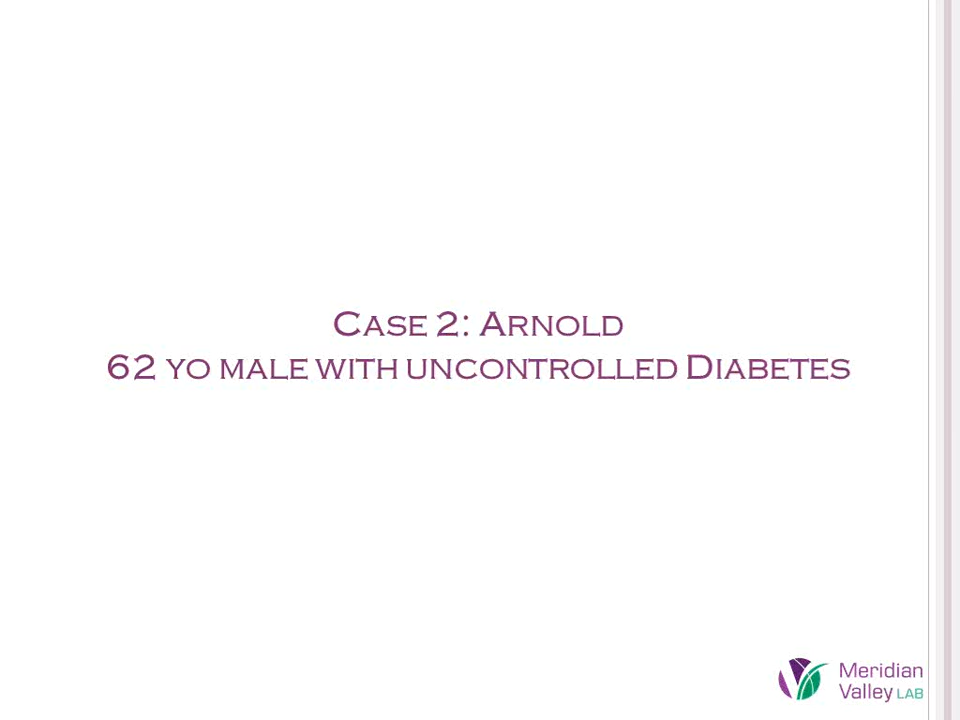 Case 2: Arnold
62 yo male with uncontrolled Diabetes
Meridian
Valley LAB